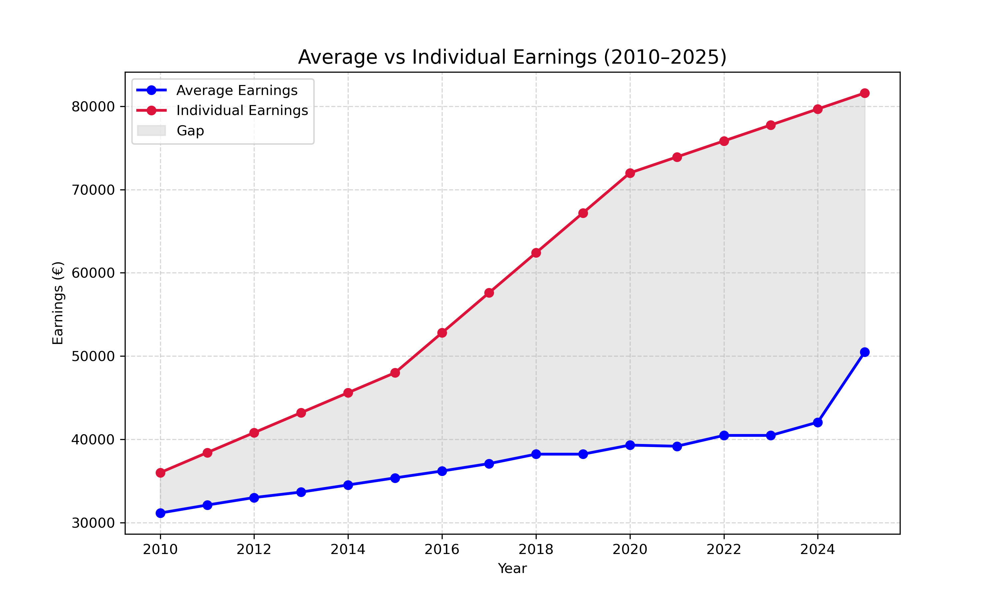 Average vs Individual Earnings (2010–2025)
Average Earnings
Individual Earnings
Gap
80000
70000
60000
50000
40000
30000
Earnings (€)
2010 2012 2014 2016 2018 2020 2022 2024
Year